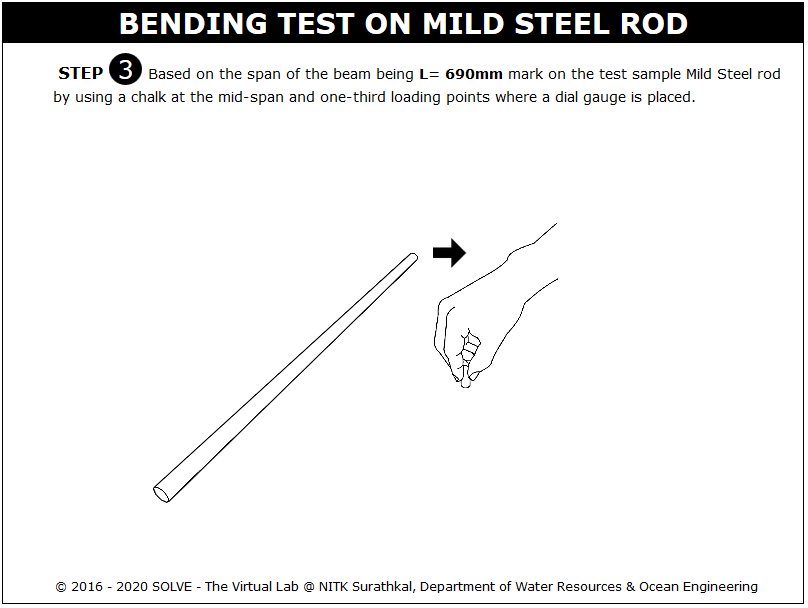 BENDING TEST ON MILD STEEL ROD
STEP 3 Based on the span of the beam being L= 690mm mark on the test sample Mild Steel rod
by using a chalk at the mid-span and one-third loading points where a dial gauge is placed.
© 2016 - 2020 SOLVE - The Virtual Lab @ NITK Surathkal, Department of Water Resources & Ocean Engineering